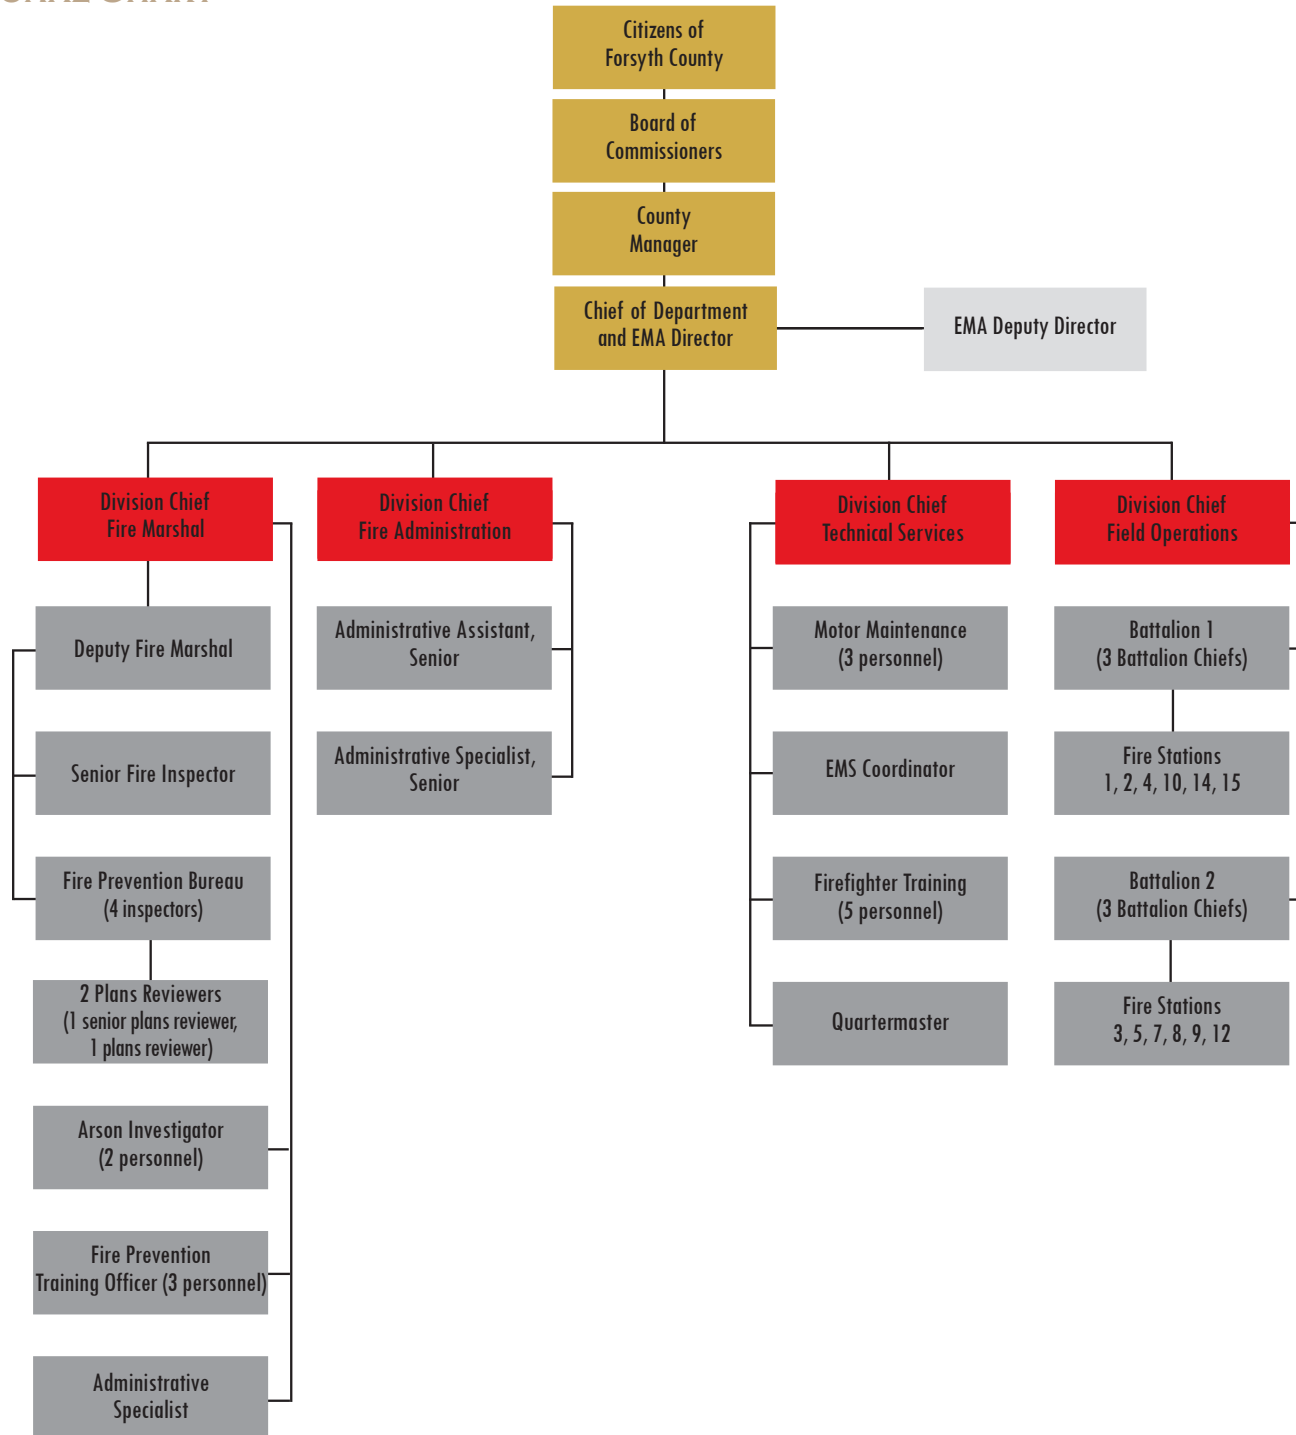 Citizens of
Forsyth County
Board of
Commissioners
County
Manager
Chief of Department
and EMA Director
EMA Deputy Director
Division Chief
Fire Marshal
Deputy Fire Marshal
Senior Fire Inspector
Fire Prevention Bureau
(4 inspectors)
2 Plans Reviewers
(1 senior plans reviewer,
1 plans reviewer)
Arson Investigator
(2 personnel)
Fire Prevention
Training Officer (3 personnel)
Administrative
Specialist
Division Chief
Fire Administration
Administrative Assistant,
Senior
Administrative Specialist,
Senior
Division Chief
Technical Services
Motor Maintenance
(3 personnel)
EMS Coordinator
Firefighter Training
(5 personnel)
Quartermaster
Division Chief
Field Operations
Battalion 1
(3 Battalion Chiefs)
Fire Stations
1, 2, 4, 10, 14, 15
Battalion 2
(3 Battalion Chiefs)
Fire Stations
3, 5, 7, 8, 9, 12